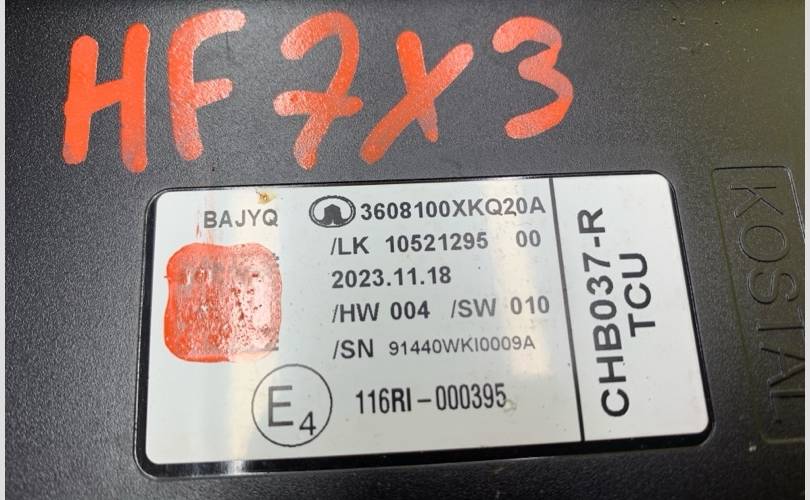 HF7X3
BAJYQ
3608100XKQ20A
/LK 10521295 00
2023.11.18
/HW 004 /SW 010
/SN 91440WKI0009A
E4
116RI-000395
CHB037-R
TCU
KOSTAL